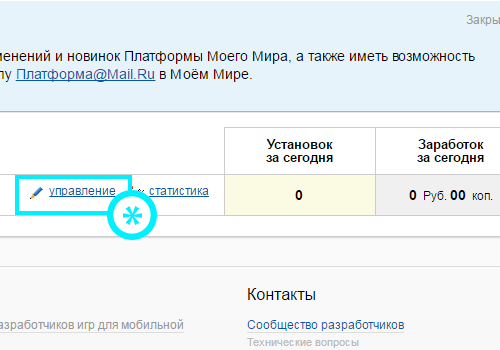 Закры
менений и новинок Платформы Моего Мира, а также иметь возможность
лу Платформа@Mail.Ru в Моём Мире.
Установок
за сегодня
Заработок
за сегодня
управление статистика 0 0 Руб. 00 коп.
Контакты
азработчиков игр для мобильной Сообщество разработчиков
Технические вопросы